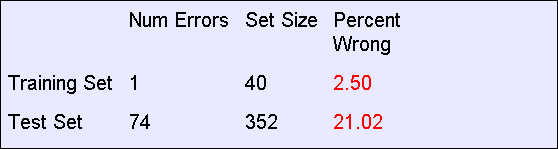 Num Errors Set Size Percent
Wrong
Training Set 1 40 2.50
Test Set 74 352 21.02